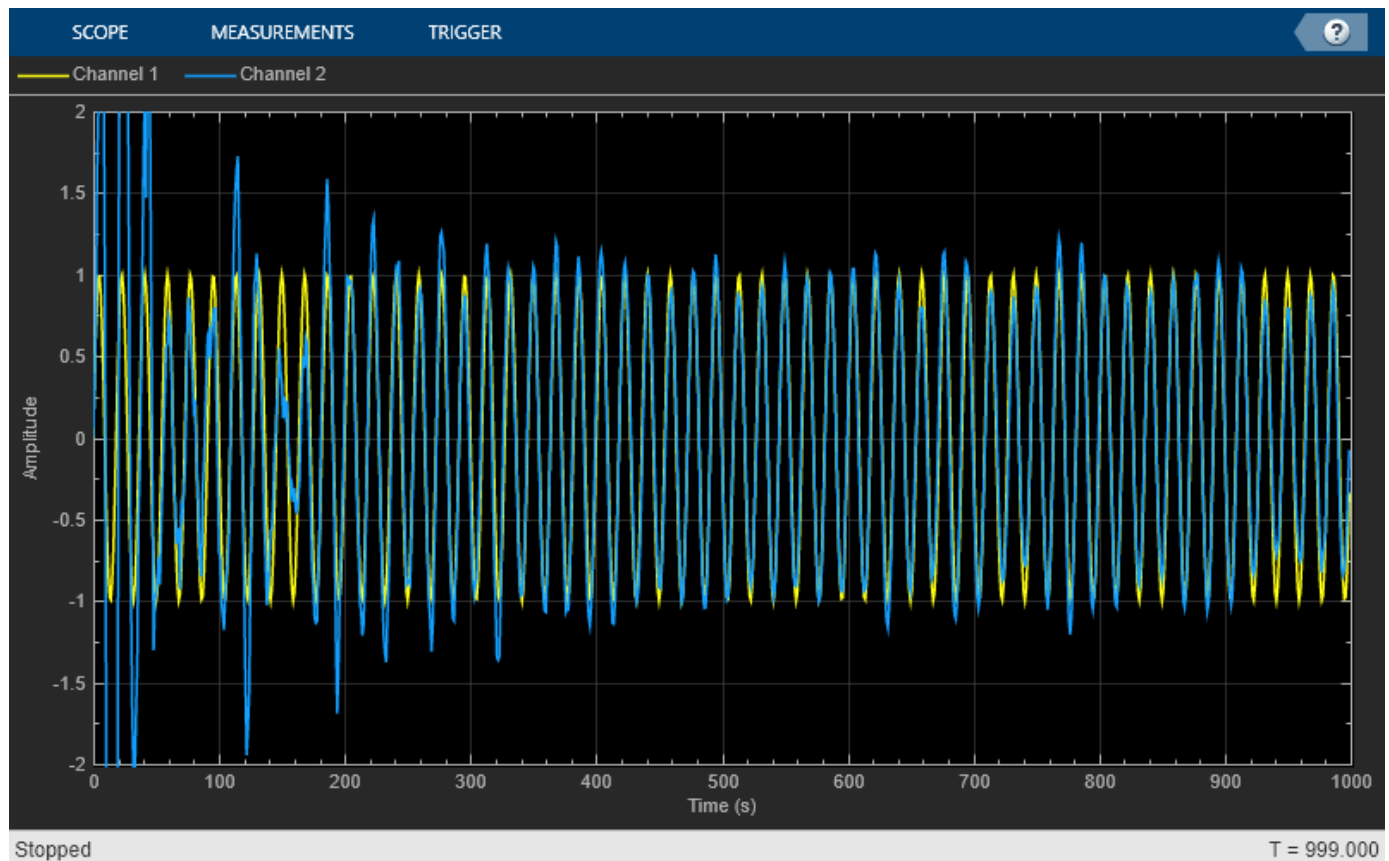 SCOPE MEASUREMENTS TRIGGER ?
Channel 1 Channel 2
2
1.5
1
0.5
0
-0.5
-1
-1.5
-2
Amplitude
0 100 200 300 400 500 600 700 800 900 1000
Time (s)
Stopped T = 999.000